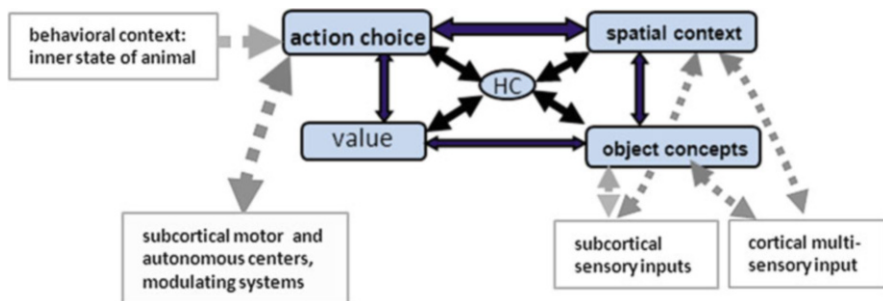 behavioral context:
inner state of animal
action choice
spatial context
HC
value
object concepts
subcortical motor and
autonomous centers,
modulating systems
subcortical
sensory inputs
cortical multi-
sensory input